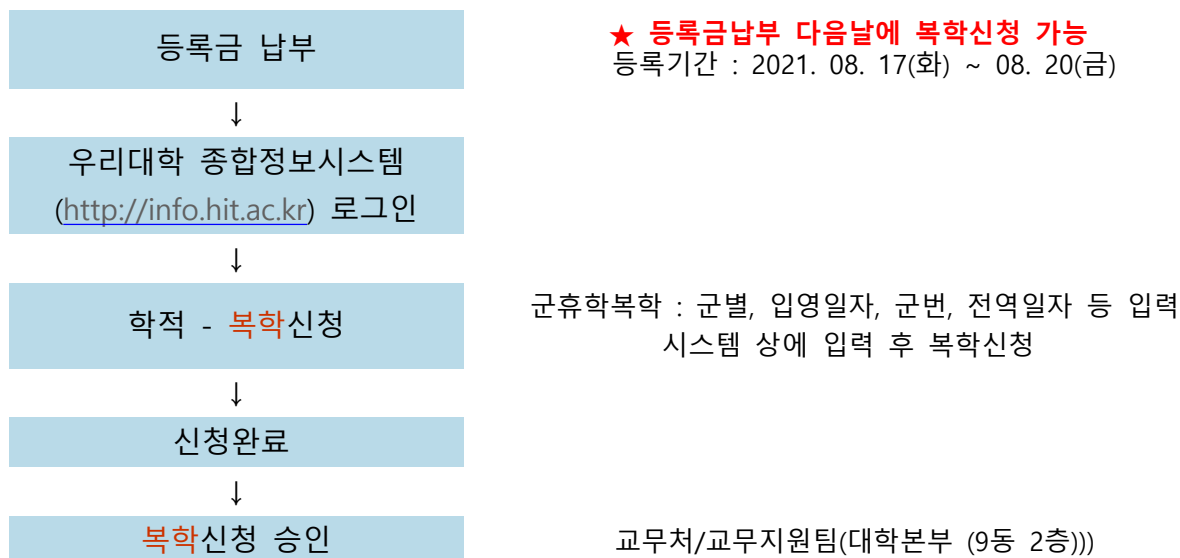 등록금 납부
★ 등록금납부 다음날에 복학신청 가능
등록기간 : 2021. 08. 17(화) ~ 08. 20(금)
↓
우리대학 종합정보시스템
(http://info.hit.ac.kr) 로그인
↓
학적 - 복학신청
군휴학복학 : 군별, 입영일자, 군번, 전역일자 등 입력
시스템 상에 입력 후 복학신청
↓
신청완료
↓
복학신청 승인
교무처/교무지원팀(대학본부 (9동 2층)))